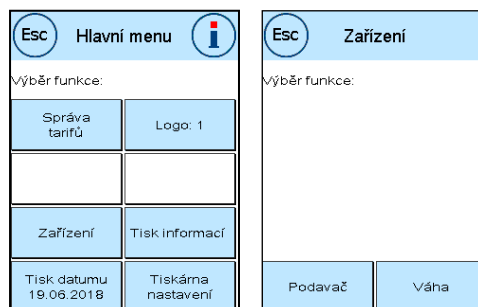 Esc Hlavní menu i
Výběr funkce:
Správa
tarifů
Logo: 1
Zařízení
Tisk informací
Tisk datumu
19.06.2018
Tiskárna
nastavení
Esc Zařízení
Výběr funkce:
Podavač
Váha